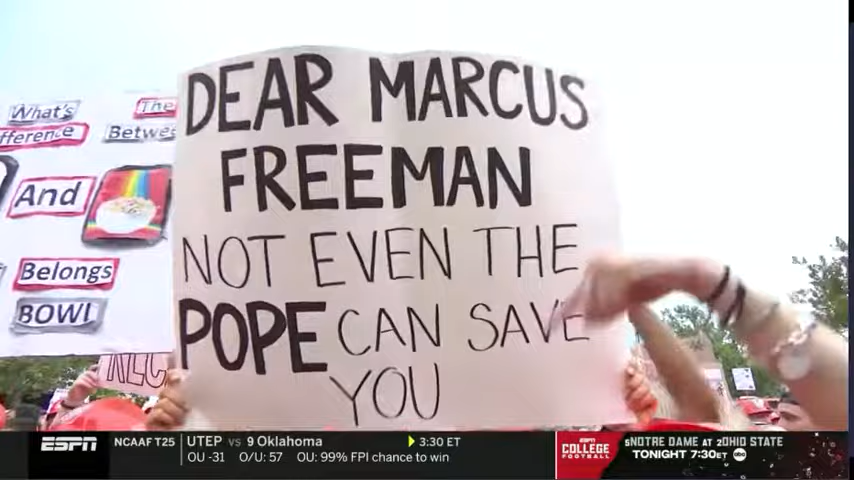 DEAR MARCUS
FREEMAN
NOT EVEN THE
POPE CAN SAVE
YOU
What's The
fference Betwe
And
Belongs
BOWl
ESPN
NCAAF T25
UTEP vs 9 Oklahoma
3:30 ET
OU -31 O/U: 57 OU: 99% FPI chance to win
ESPN
COLLEGE
FOOTBALL
5NOTRE DAME AT 2OHIO STATE
TONIGHT 7:30ET abc